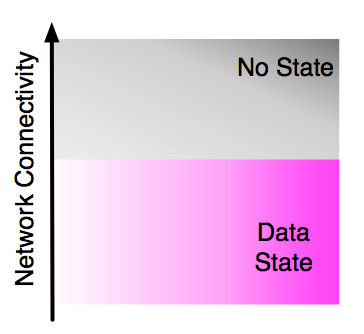 Network Connectivity
No State
Data
State